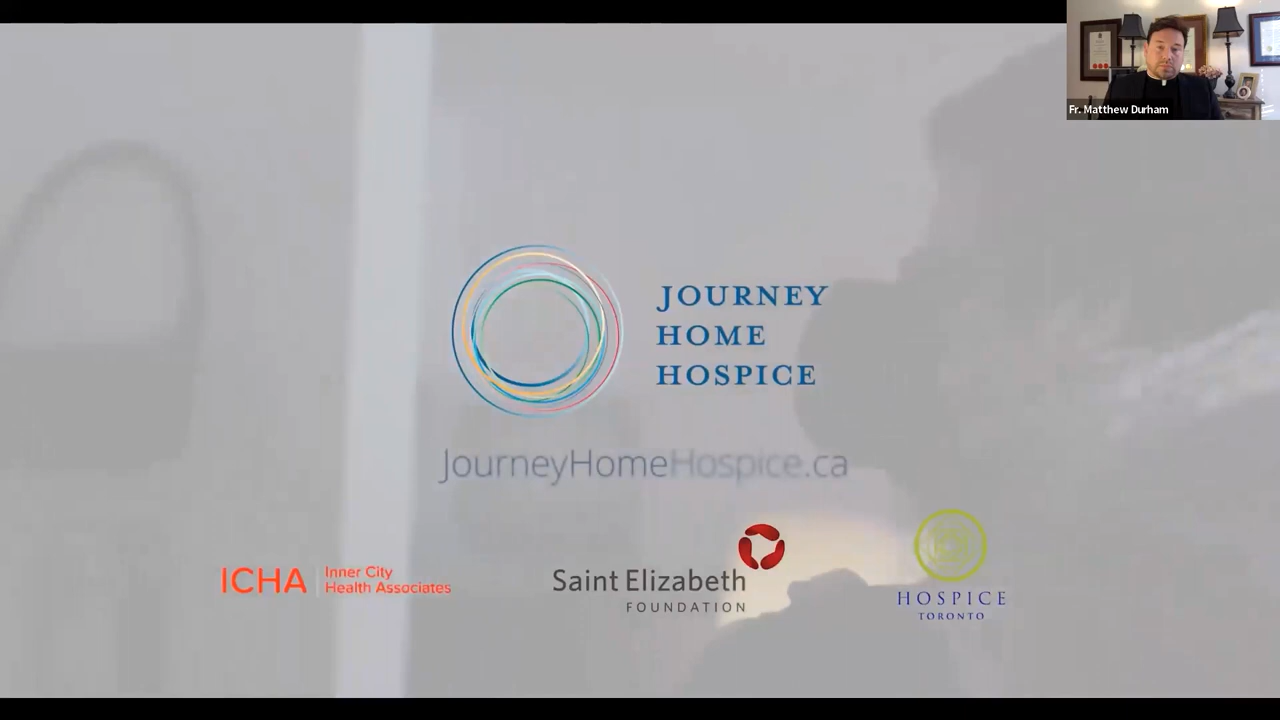 Fr. Matthew Durham
JOURNEY
HOME
HOSPICE
JourneyHomeHospice.ca
ICHA
Inner City
Health Associates
Saint Elizabeth
FOUNDATION
HOSPICE
TORONTO